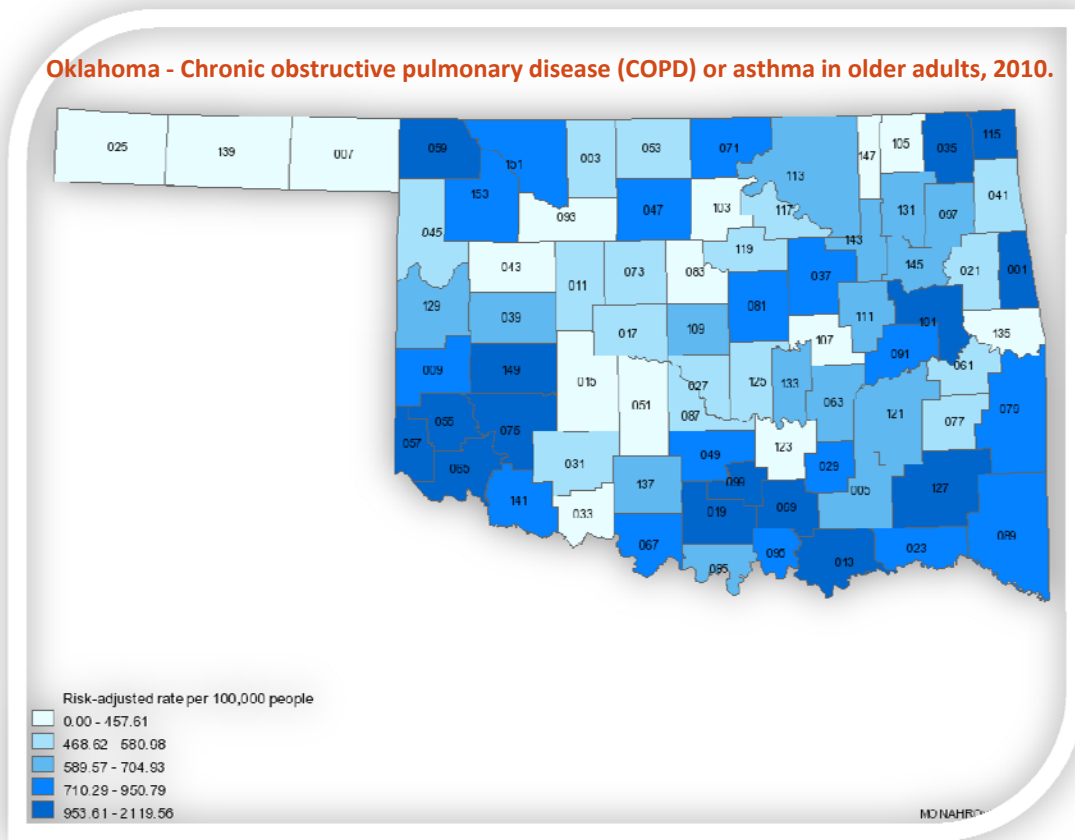 Oklahoma - Chronic obstructive pulmonary disease (COPD) or asthma in older adults, 2010.
025 139 007 059 151 003 053 071 113 147 105 035 115
153 093 047 103 117 131 097 041
045 043 011 073 083 119 037 143 145 021 001
129 039 017 109 081 111 101 135
009 149 015 051 027 125 133 107 091 061
055 075 087 063 121 077 079
057 065 031 049 123 029
141 033 137 099 019 069 005 127
067 085 095 013 023 089
Risk-adjusted rate per 100,000 people
0.00 - 457.61
468.62 580.98
589.57 - 704.93
710.29 - 950.79
953.61 - 2119.56